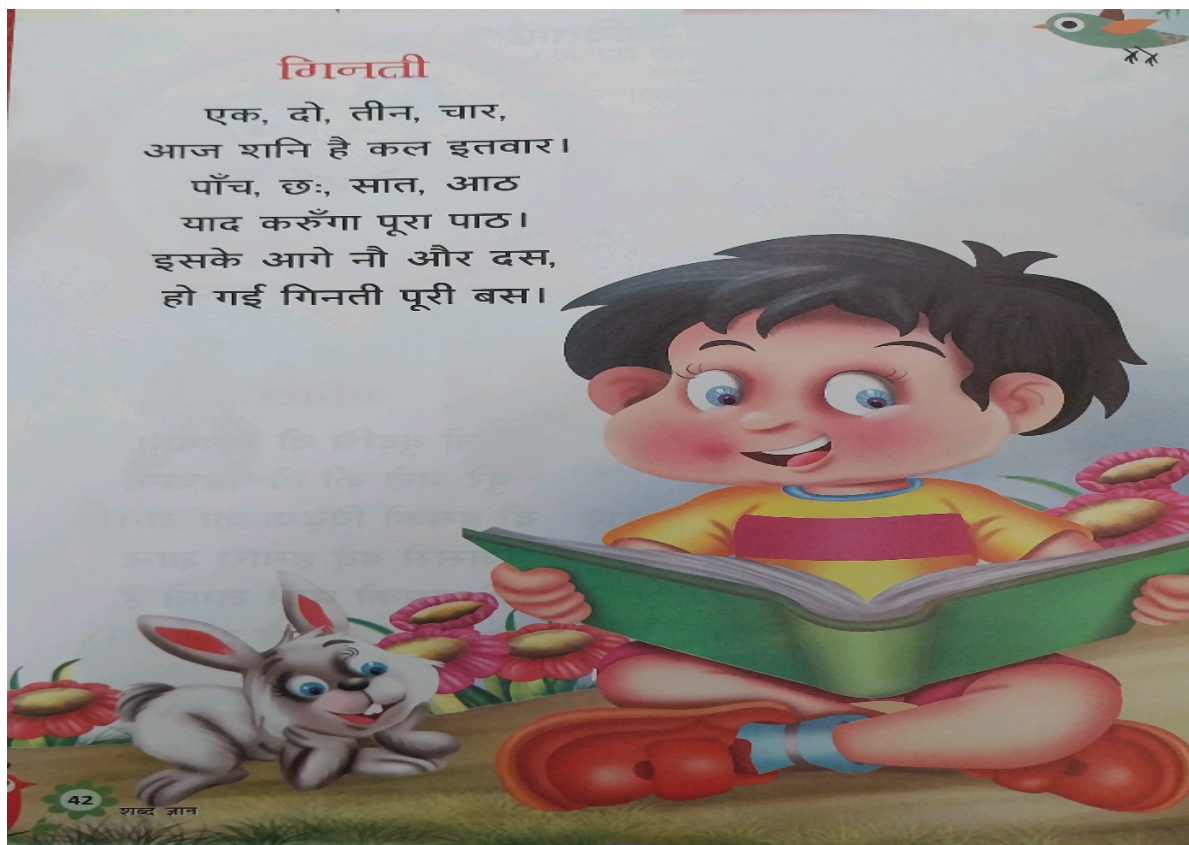 गिनती
एक, दो, तीन, चार,
आज शनि है कल इतवार।
पाँच, छः, सात, आठ
याद करुँगा पूरा पाठ।
इसके आगे नौ और दस,
हो गई गिनती पूरी बस।
42 शब्द ज्ञान